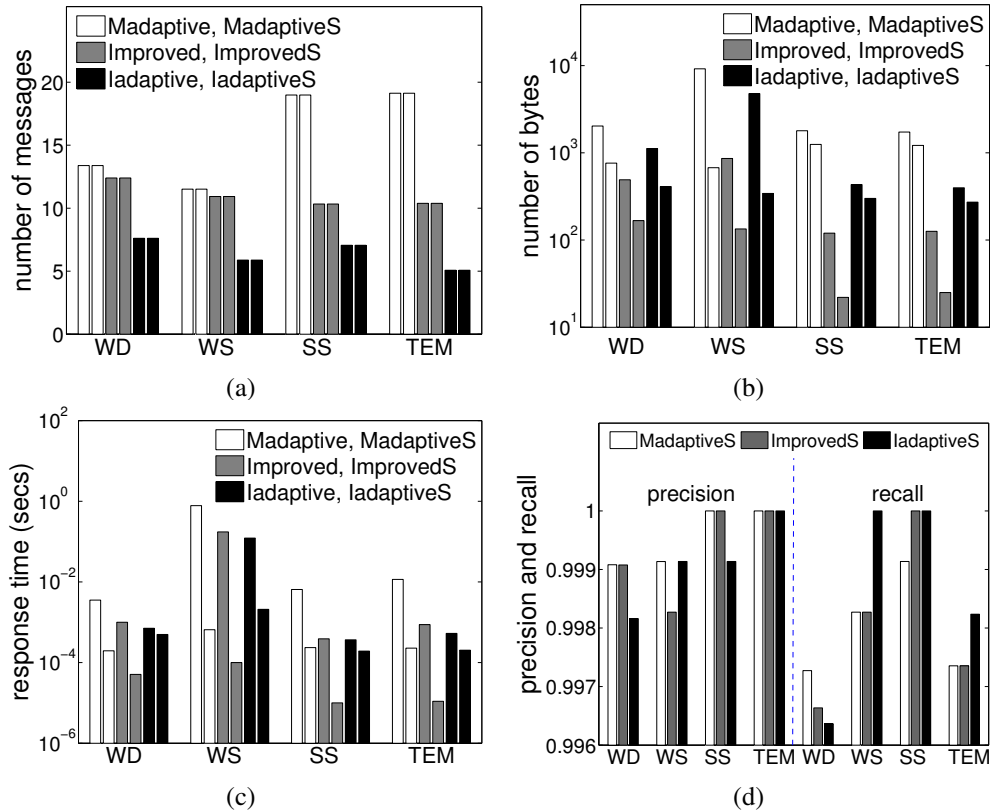 Madaptive, MadaptiveS
Improved, ImprovedS
Iadaptive, IadaptiveS
number of messages
20
15
10
5
0
WD WS SS TEM
(a)
Madaptive, MadaptiveS
Improved, ImprovedS
Iadaptive, IadaptiveS
number of bytes
10^4
10^3
10^2
10^1
WD WS SS TEM
(b)
Madaptive, MadaptiveS
Improved, ImprovedS
Iadaptive, IadaptiveS
response time (secs)
10^2
10^0
10^-2
10^-4
10^-6
WD WS SS TEM
(c)
MadaptiveS ImprovedS IadaptiveS
precision recall
precision and recall
1
0.999
0.998
0.997
0.996
WD WS SS TEM WD WS SS TEM
(d)